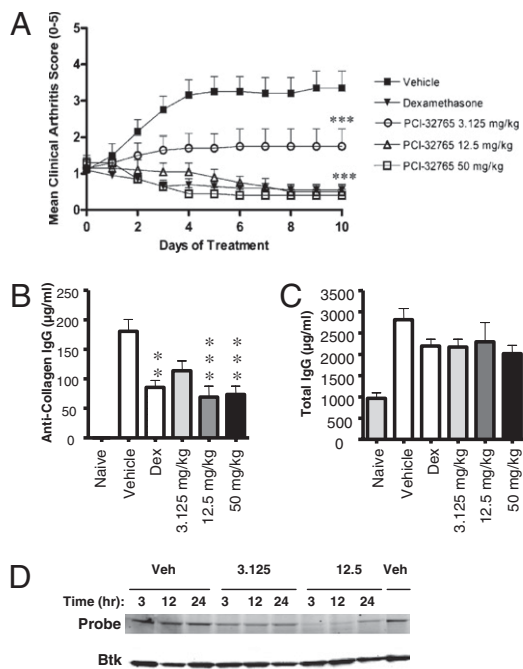 A
Mean Clinical Arthritis Score (0-5)
5
4
3
2
1
0
0 2 4 6 8 10
Days of Treatment
***
***
Vehicle
Dexamethasone
PCI-32765 3.125 mg/kg
PCI-32765 12.5 mg/kg
PCI-32765 50 mg/kg
B
Anti-Collagen IgG (µg/ml)
250
200
150
100
50
0
**
***
***
Naive
Vehicle
Dex
3.125 mg/kg
12.5 mg/kg
50 mg/kg
C
Total IgG (µg/ml)
3500
3000
2500
2000
1500
1000
500
0
Naive
Vehicle
Dex
3.125 mg/kg
12.5 mg/kg
50 mg/kg
D
Veh 3.125 12.5 Veh
Time (hr): 3 12 24 3 12 24 3 12 24
Probe
Btk